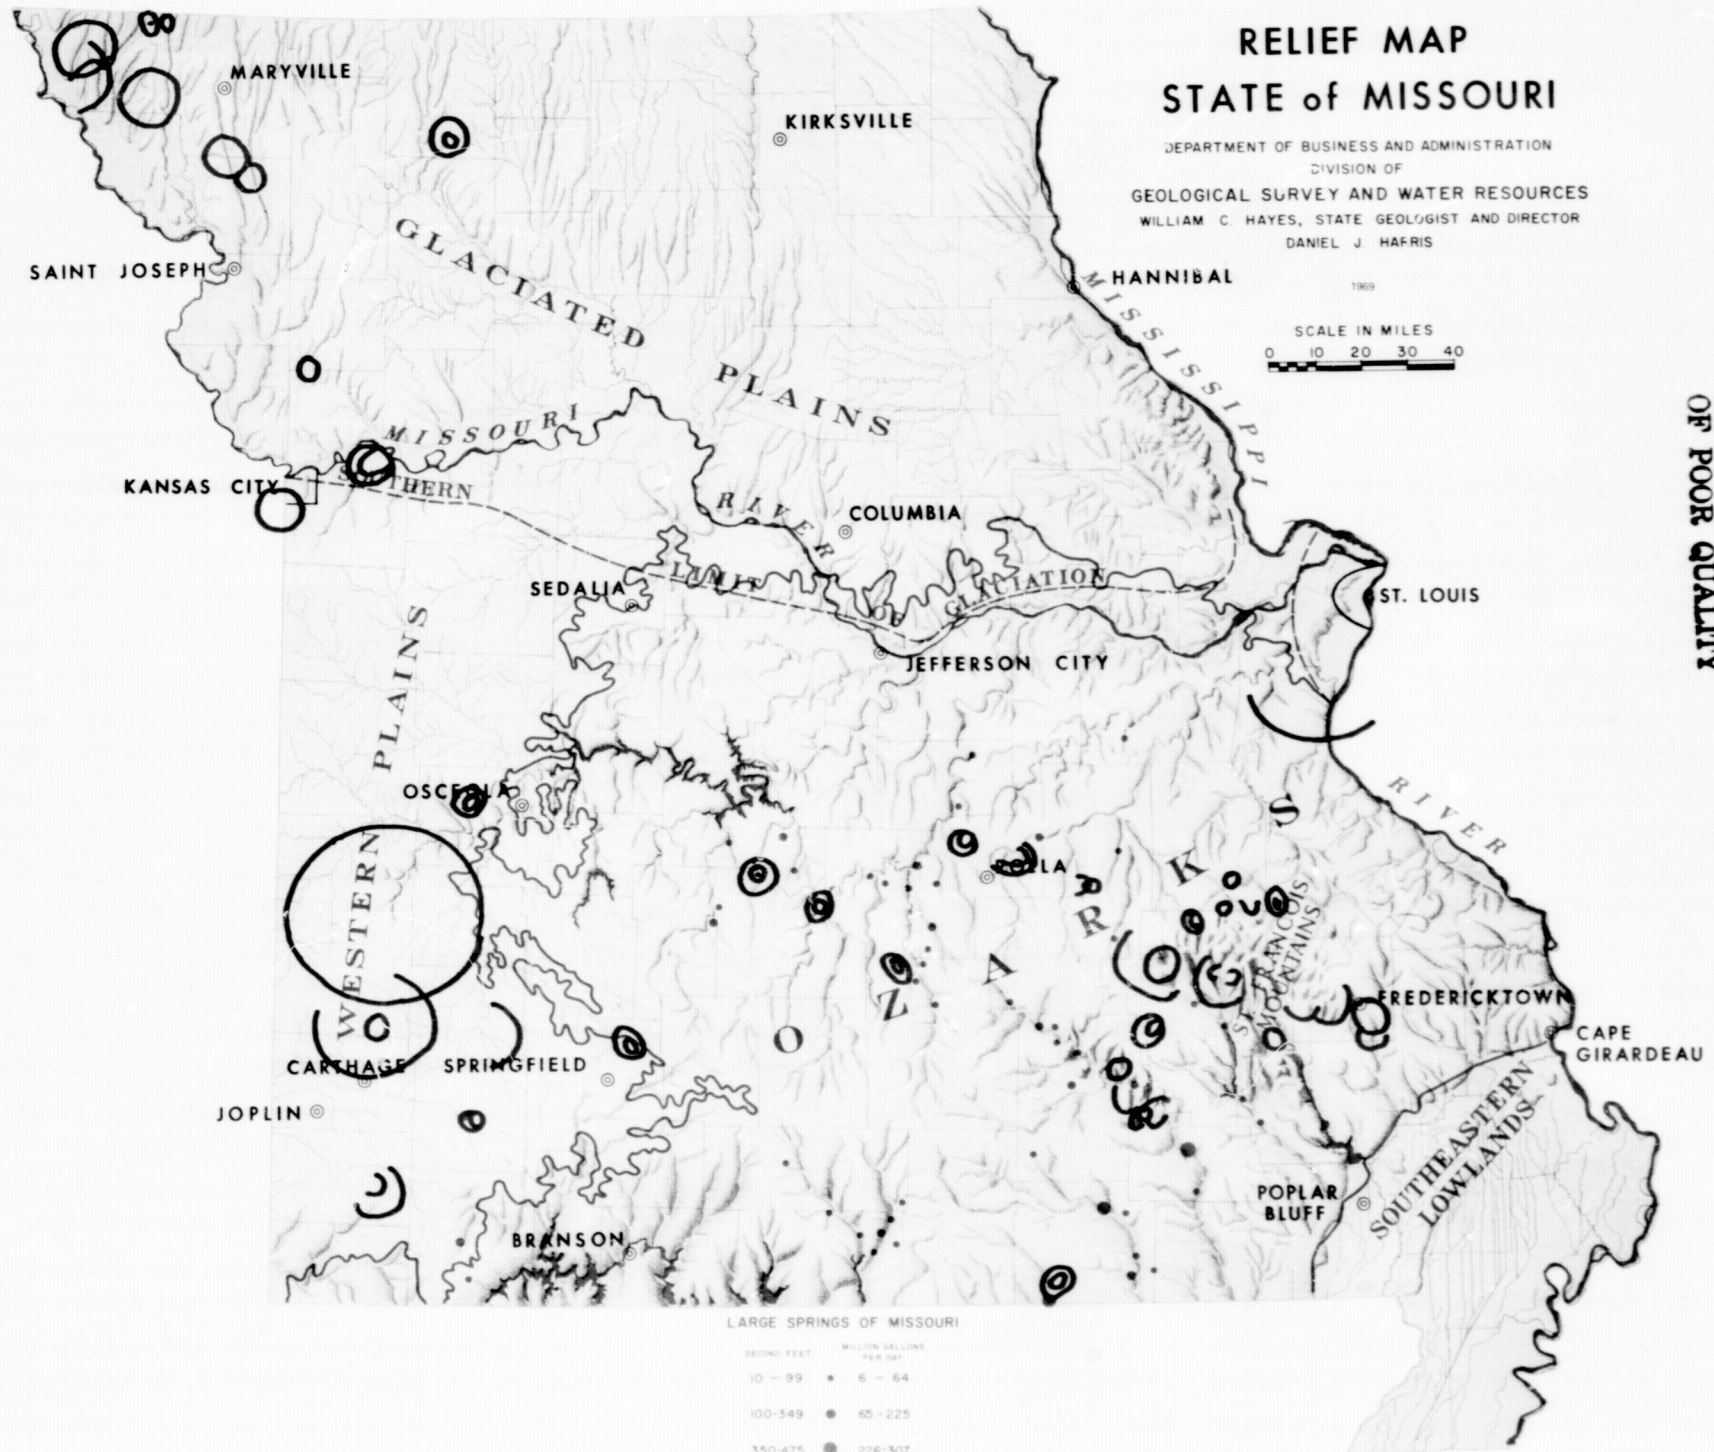 RELIEF MAP
STATE of MISSOURI
DEPARTMENT OF BUSINESS AND ADMINISTRATION
DIVISION OF
GEOLOGICAL SURVEY AND WATER RESOURCES
WILLIAM C. HAYES, STATE GEOLOGIST AND DIRECTOR
DANIEL J. HARRIS
1969
SCALE IN MILES
0 10 20 30 40
MARYVILLE
KIRKSVILLE
SAINT JOSEPH
HANNIBAL
GLACIATED PLAINS
MISSISSIPPI
RIVER
MISSOURI
RIVER
KANSAS CITY
SOUTHERN
LIMIT
OF
GLACIATION
COLUMBIA
SEDALIA
ST. LOUIS
JEFFERSON CITY
WESTERN
PLAINS
OSCEOLA
ROLLA
OZARKS
ST. FRANCOIS
MOUNTAINS
FREDERICKTOWN
CAPE
GIRARDEAU
CARTHAGE
SPRINGFIELD
JOPLIN
POPLAR
BLUFF
SOUTHEASTERN
LOWLANDS
BRANSON
LARGE SPRINGS OF MISSOURI
SECOND FEET
MILLION GALLONS
PER DAY
10 - 99 6 - 64
100-349 65-225
350-475 226-307
OF POOR QUALITY